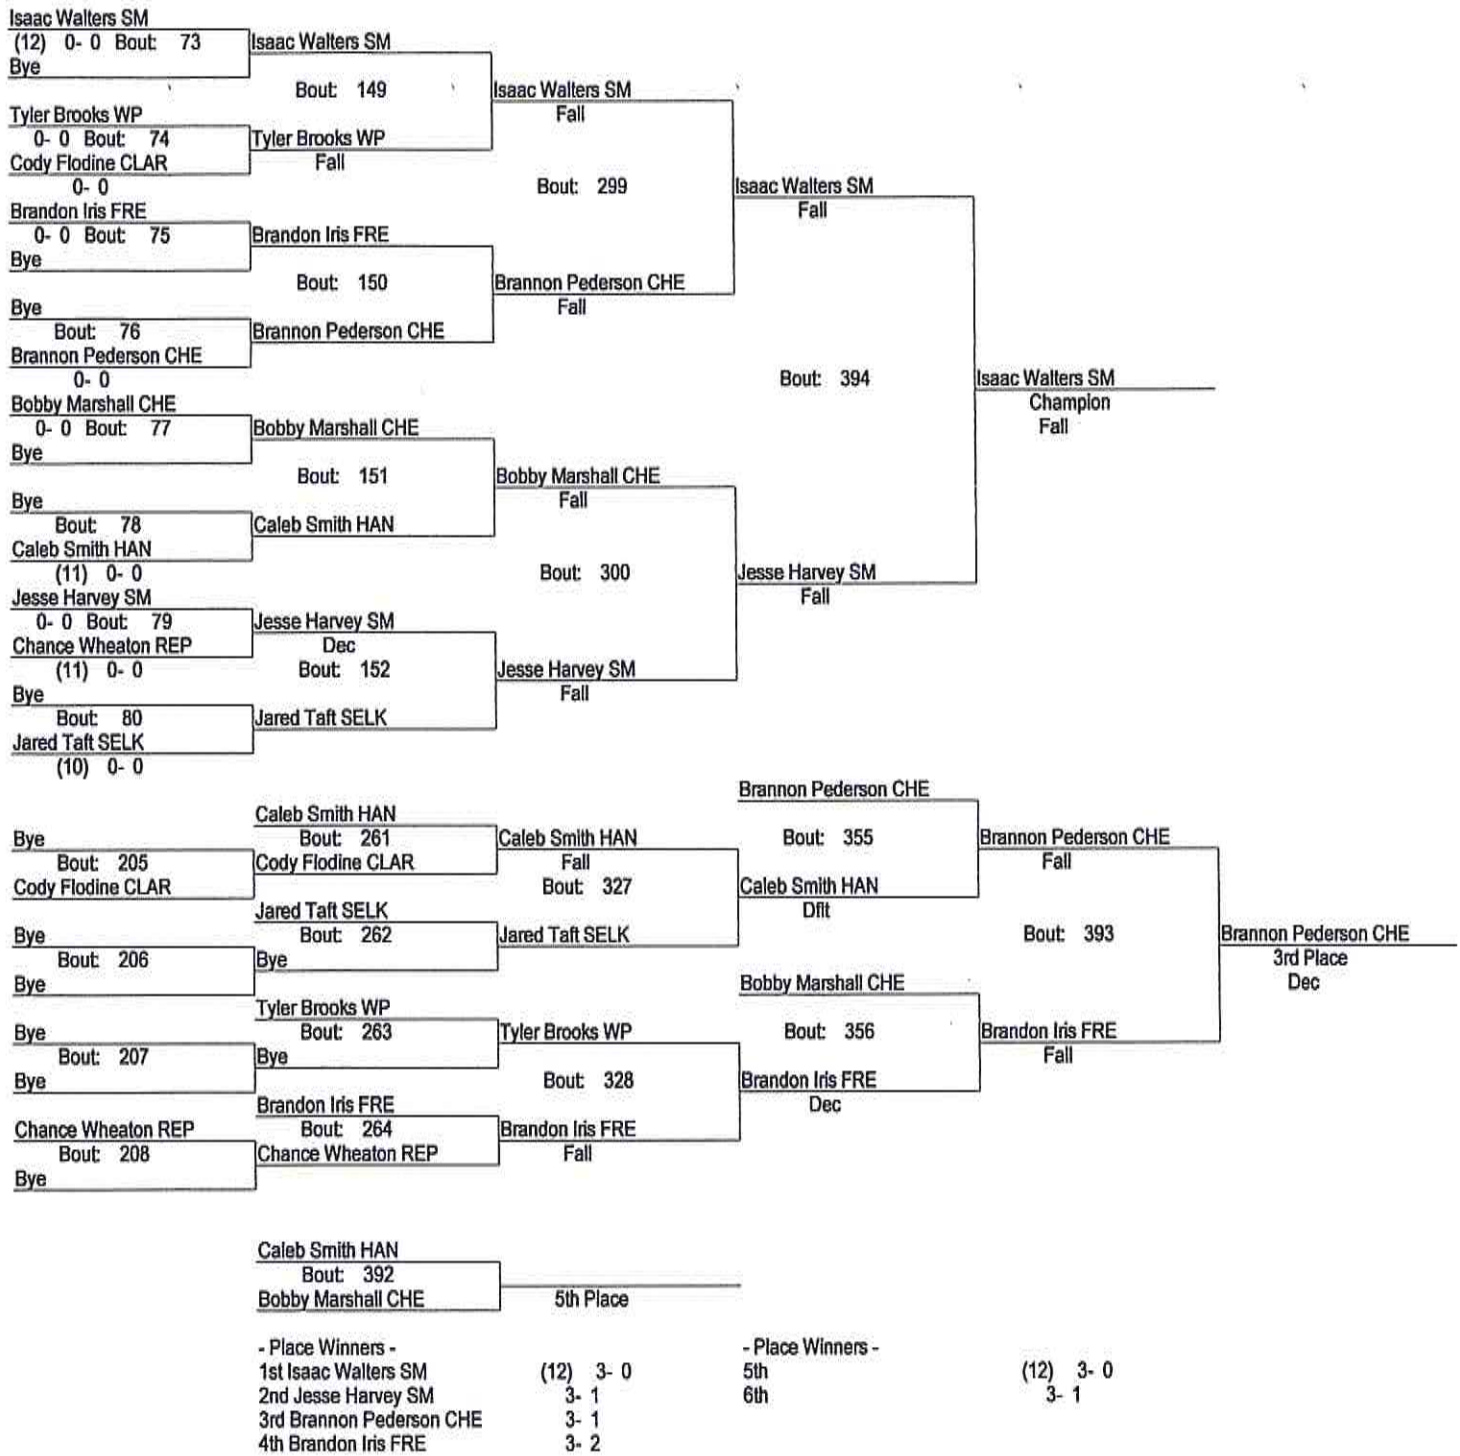 Isaac Walters SM
(12) 0- 0 Bout: 73
Bye
Isaac Walters SM
Bout: 149
Tyler Brooks WP
0- 0 Bout: 74
Cody Flodine CLAR
0- 0
Tyler Brooks WP
Fall
Isaac Walters SM
Fall
Bout: 299
Brandon Iris FRE
0- 0 Bout: 75
Bye
Brandon Iris FRE
Bout: 150
Bye
Bout: 76
Brannon Pederson CHE
0- 0
Brannon Pederson CHE
Brannon Pederson CHE
Fall
Isaac Walters SM
Fall
Bout: 394
Bobby Marshall CHE
0- 0 Bout: 77
Bye
Bobby Marshall CHE
Bout: 151
Bye
Bout: 78
Caleb Smith HAN
(11) 0- 0
Caleb Smith HAN
Bobby Marshall CHE
Fall
Bout: 300
Jesse Harvey SM
0- 0 Bout: 79
Chance Wheaton REP
(11) 0- 0
Jesse Harvey SM
Dec
Bout: 152
Bye
Bout: 80
Jared Taft SELK
(10) 0- 0
Jared Taft SELK
Jesse Harvey SM
Fall
Jesse Harvey SM
Fall
Isaac Walters SM
Champion
Fall
Bye
Bout: 205
Cody Flodine CLAR
Caleb Smith HAN
Bout: 261
Cody Flodine CLAR
Caleb Smith HAN
Fall
Bout: 327
Bye
Bout: 206
Bye
Jared Taft SELK
Bout: 262
Bye
Jared Taft SELK
Brannon Pederson CHE
Bout: 355
Caleb Smith HAN
Dflt
Brannon Pederson CHE
Fall
Bout: 393
Bye
Bout: 207
Bye
Tyler Brooks WP
Bout: 263
Bye
Tyler Brooks WP
Bout: 328
Chance Wheaton REP
Bout: 208
Bye
Brandon Iris FRE
Bout: 264
Chance Wheaton REP
Brandon Iris FRE
Fall
Bobby Marshall CHE
Bout: 356
Brandon Iris FRE
Dec
Brandon Iris FRE
Fall
Brannon Pederson CHE
3rd Place
Dec
Caleb Smith HAN
Bout: 392
Bobby Marshall CHE
5th Place
- Place Winners -
1st Isaac Walters SM (12) 3- 0
2nd Jesse Harvey SM 3- 1
3rd Brannon Pederson CHE 3- 1
4th Brandon Iris FRE 3- 2
- Place Winners -
5th (12) 3- 0
6th 3- 1